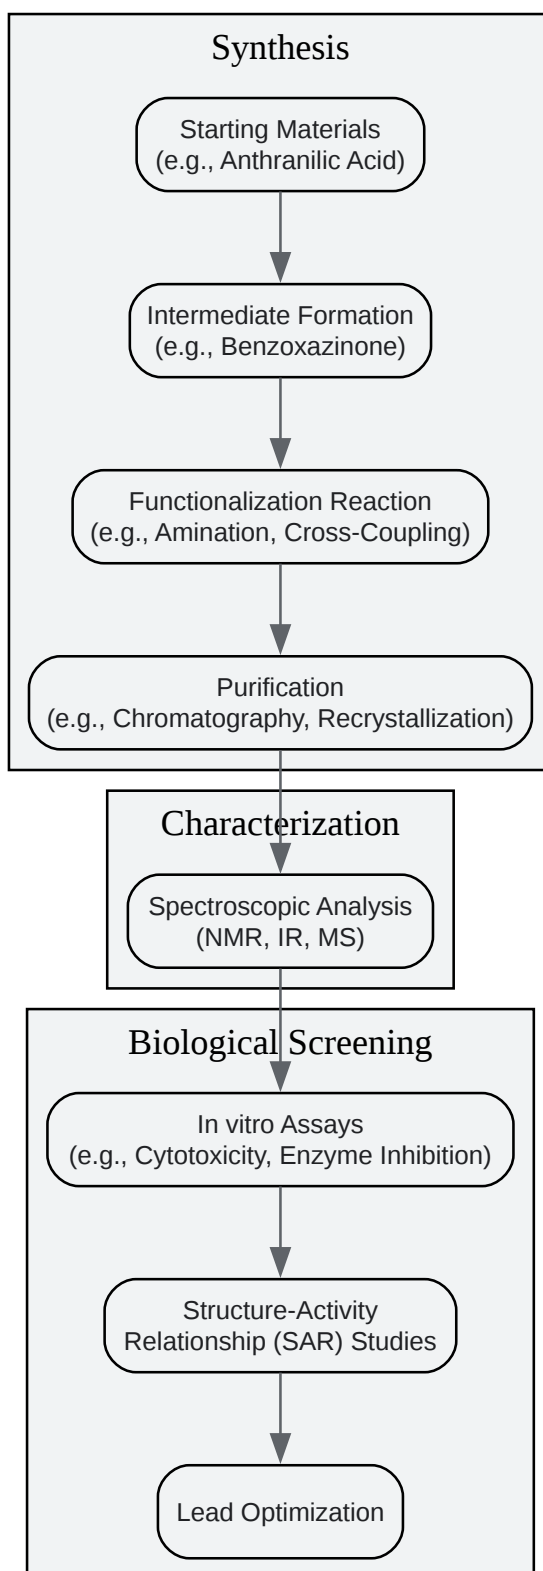 Synthesis
Starting Materials
(e.g., Anthranilic Acid)
Intermediate Formation
(e.g., Benzoxazinone)
Functionalization Reaction
(e.g., Amination, Cross-Coupling)
Purification
(e.g., Chromatography, Recrystallization)
Characterization
Spectroscopic Analysis
(NMR, IR, MS)
Biological Screening
In vitro Assays
(e.g., Cytotoxicity, Enzyme Inhibition)
Structure-Activity
Relationship (SAR) Studies
Lead Optimization